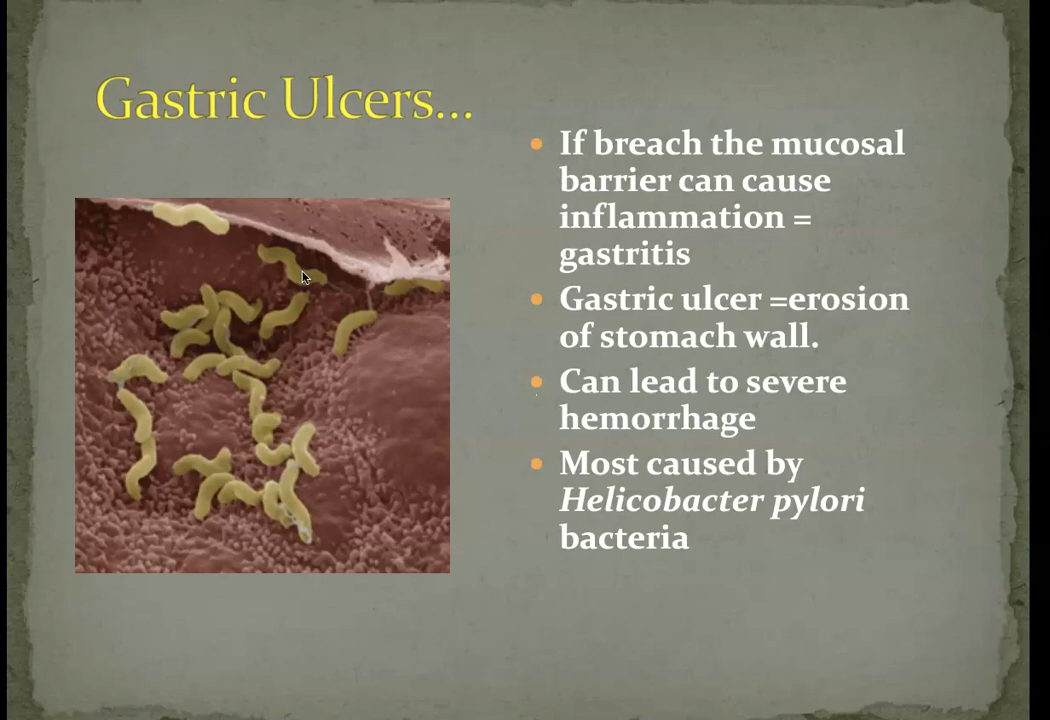 Gastric Ulcers...
• If breach the mucosal
barrier can cause
inflammation =
gastritis
• Gastric ulcer =erosion
of stomach wall.
• Can lead to severe
hemorrhage
• Most caused by
Helicobacter pylori
bacteria